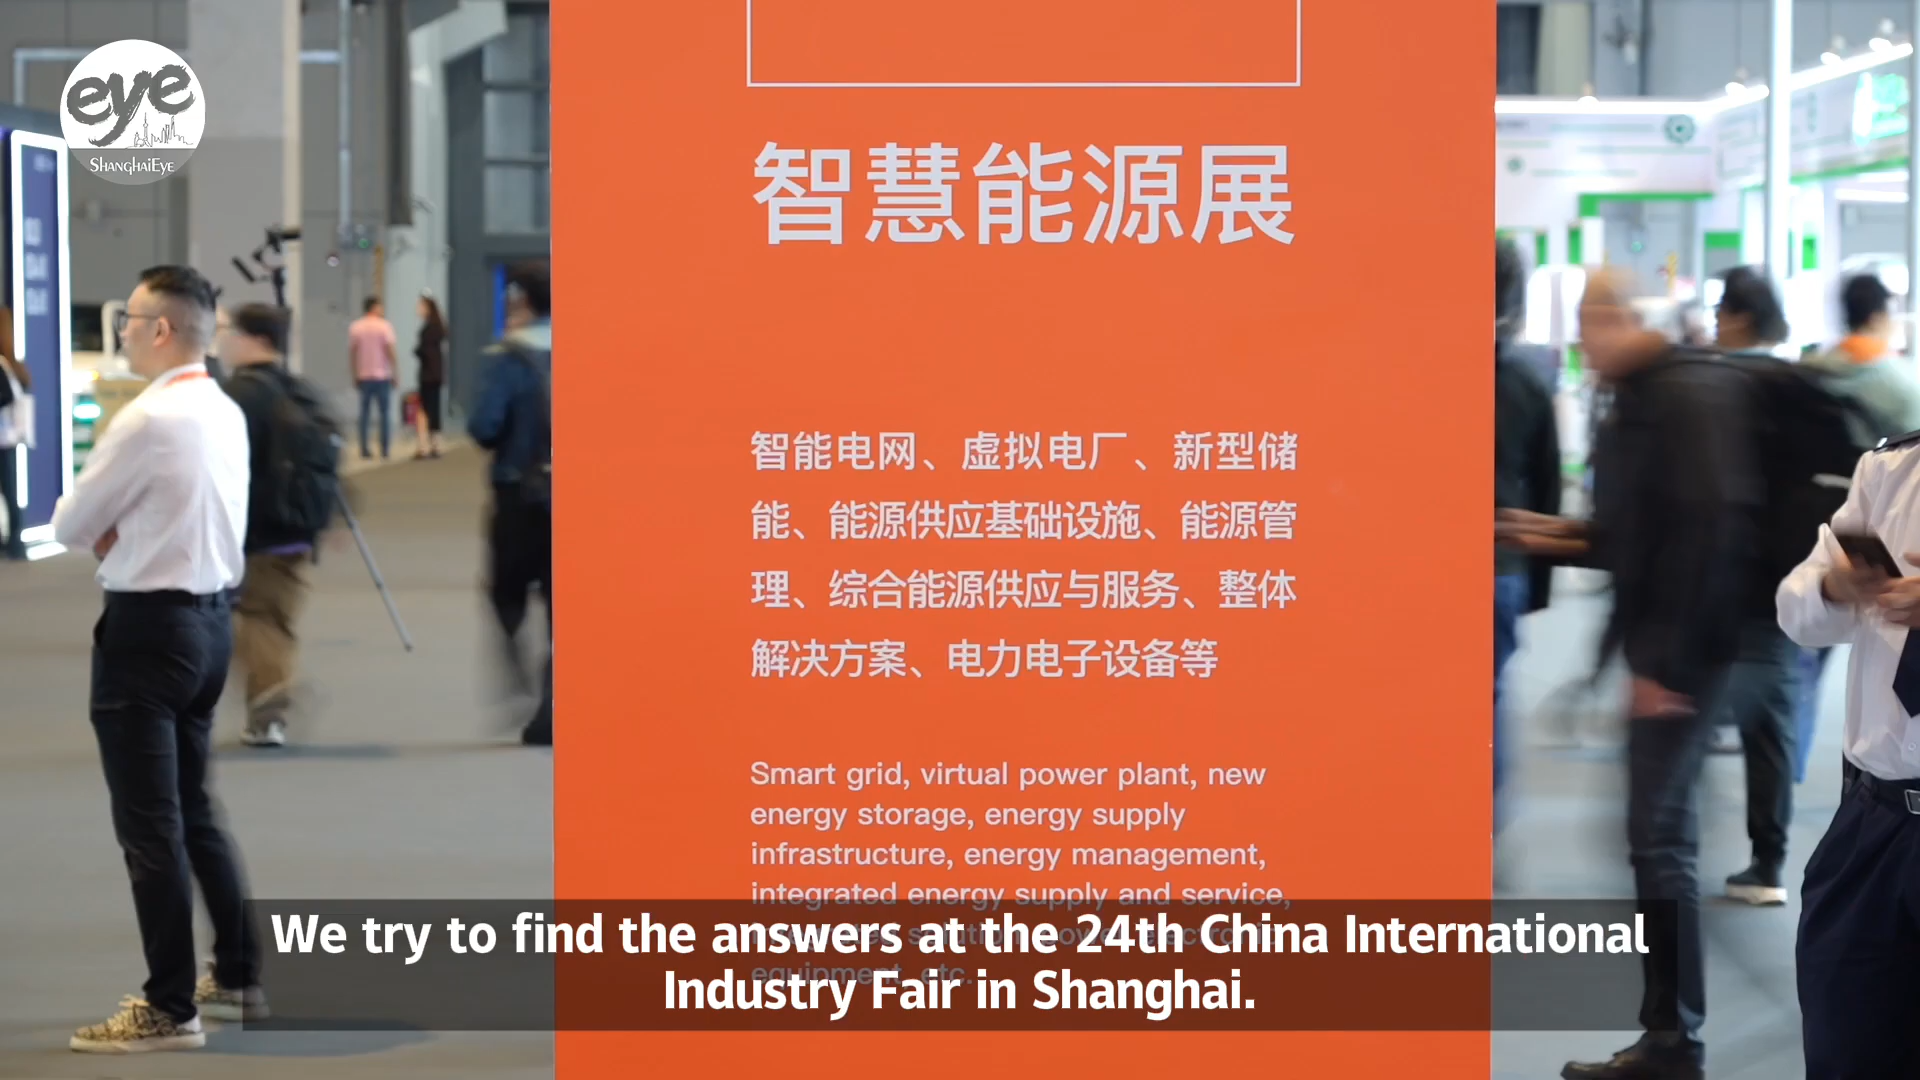 eye
SHANGHAIEYE
智慧能源展
智能电网、虚拟电厂、新型储
能、能源供应基础设施、能源管
理、综合能源供应与服务、整体
解决方案、电力电子设备等
Smart grid, virtual power plant, new
energy storage, energy supply
infrastructure, energy management,
integrated energy supply and service,
equipment, etc.
We try to find the answers at the 24th China International
Industry Fair in Shanghai.